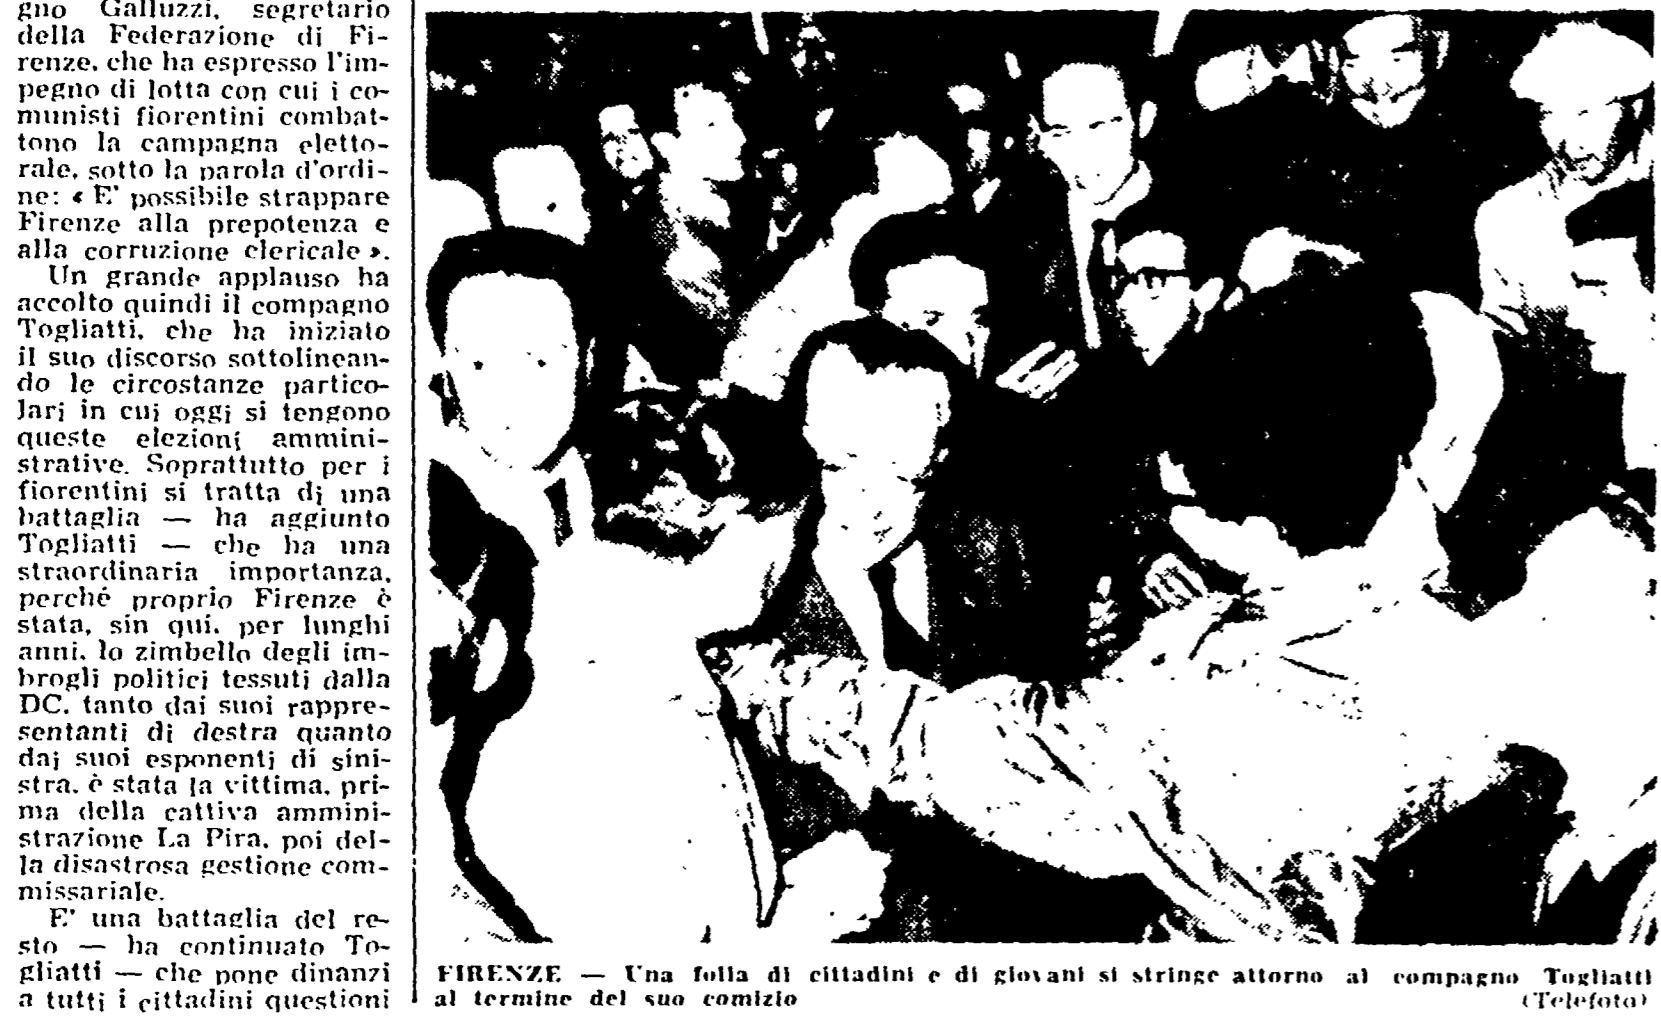 gno Galluzzi, segretario
della Federazione di Fi-
renze, che ha espresso l'im-
pegno di lotta con cui i co-
munisti fiorentini combat-
tono la campagna eletto-
rale, sotto la parola d'ordi-
ne: « E' possibile strappare
Firenze alla prepotenza e
alla corruzione clericale ».
Un grande applauso ha
accolto quindi il compagno
Togliatti, che ha iniziato
il suo discorso sottolinean-
do le circostanze partico-
lari in cui oggi si tengono
queste elezioni ammini-
strative. Soprattutto per i
fiorentini si tratta di una
battaglia — ha aggiunto
Togliatti — che ha una
straordinaria importanza,
perché proprio Firenze è
stata, sin qui, per lunghi
anni, lo zimbello degli im-
brogli politici tessuti dalla
DC, tanto dai suoi rappre-
sentanti di destra quanto
dai suoi esponenti di sini-
stra, è stata la vittima, pri-
ma della cattiva ammini-
strazione La Pira, poi del-
la disastrosa gestione com-
missariale.
E' una battaglia del re-
sto — ha continuato To-
gliatti — che pone dinanzi
a tutti i cittadini questioni
FIRENZE — Una folla di cittadini e di giovani si stringe attorno al compagno Togliatti
al termine del suo comizio
(Telefoto)